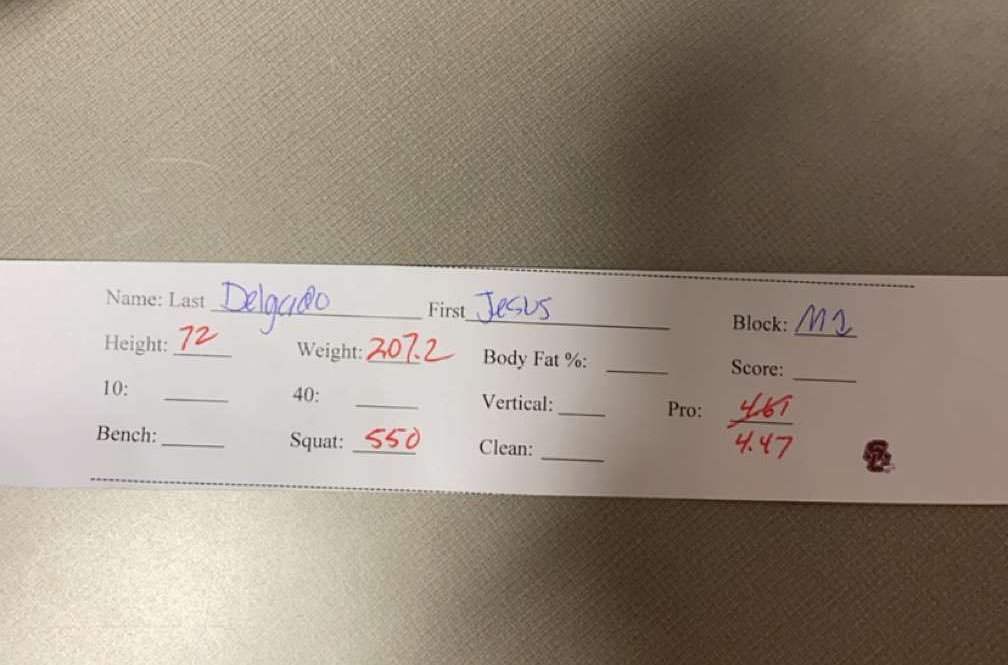 Name: Last Delgado First Jesus Block: M1
Height: 72 Weight: 207.2 Body Fat %: Score:
10: 40: Vertical: Pro: 4.61
Bench: Squat: 550 Clean: 4.47